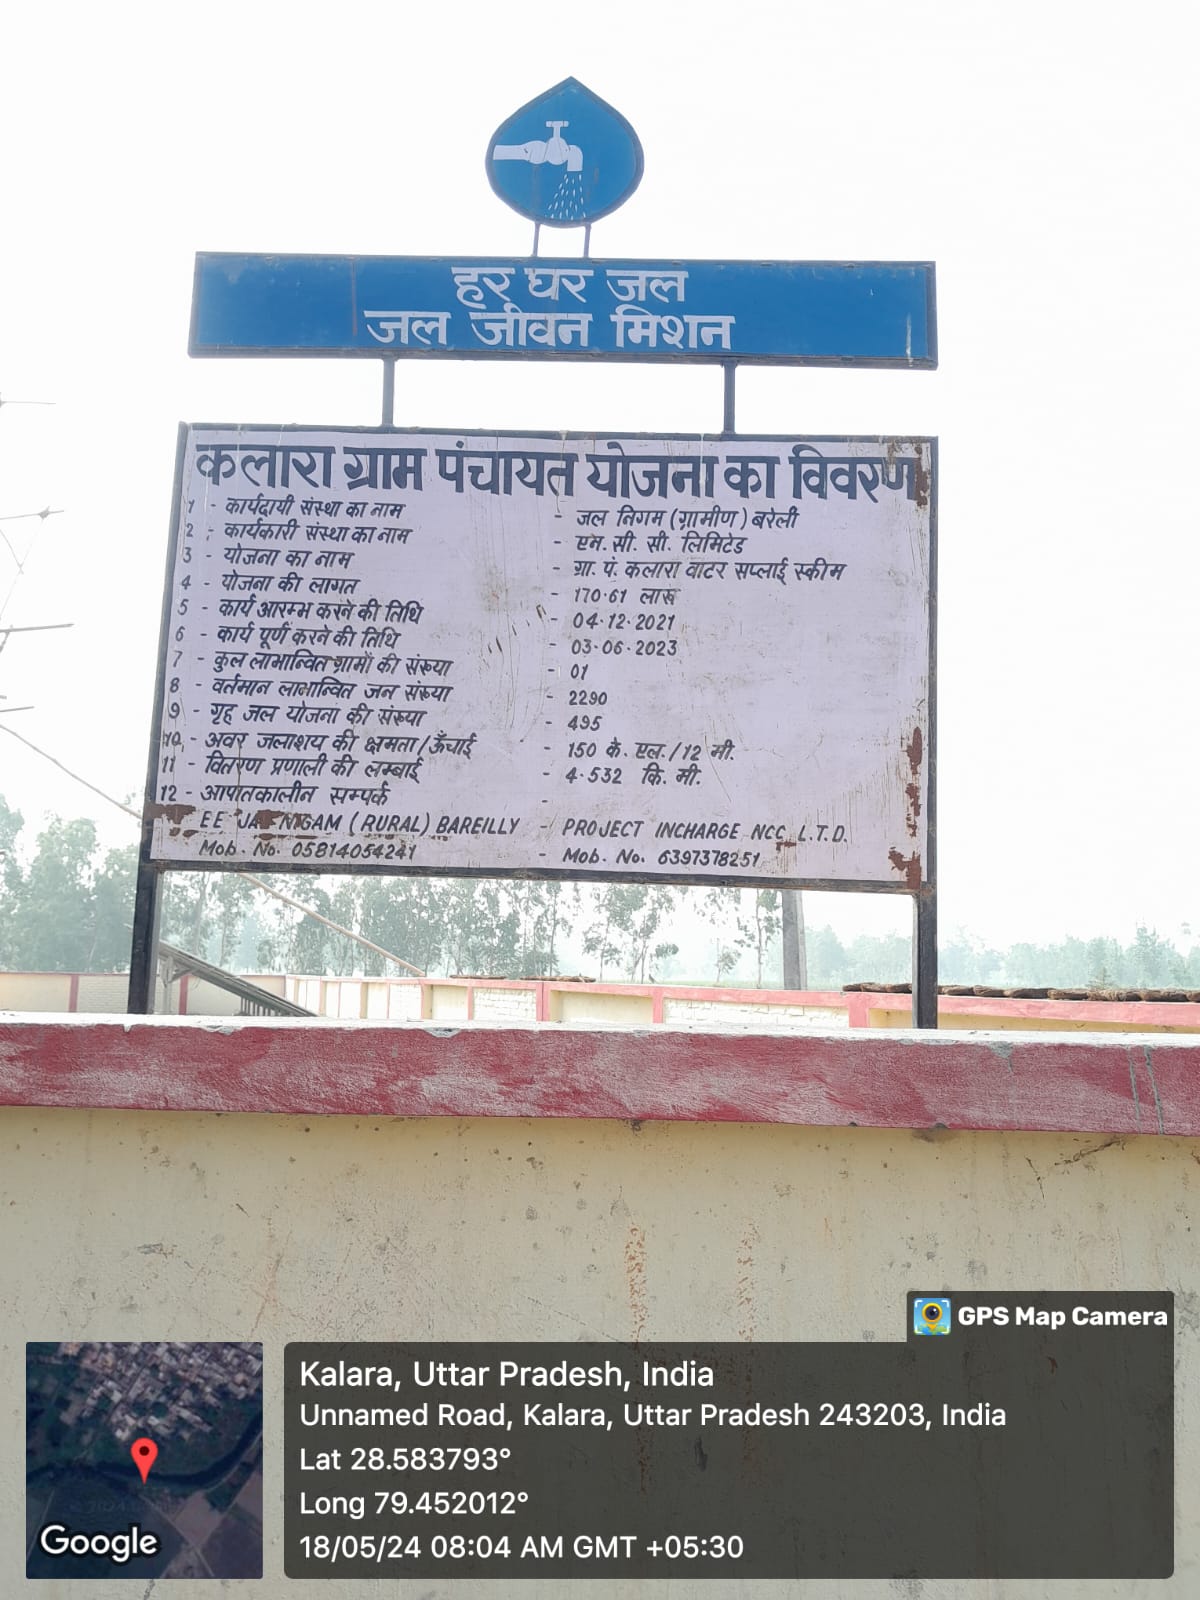 हर घर जल
जल जीवन मिशन
कलारा ग्राम पंचायत योजना का विवरण
1 - कार्यदायी संस्था का नाम - जल निगम (ग्रामीण) बरेली
2 - कार्यकारी संस्था का नाम - एन. सी. सी. लिमिटेड
3 - योजना का नाम - ग्रा. पं. कलारा वाटर सप्लाई स्कीम
4 - योजना की लागत - 170.61 लाख
5 - कार्य आरम्भ करने की तिथि - 04.12.2021
6 - कार्य पूर्ण करने की तिथि - 03.06.2023
7 - कुल लाभान्वित ग्रामों की संख्या - 01
8 - वर्तमान लाभान्वित जन संख्या - 2290
9 - गृह जल योजना की संख्या - 495
10 - अवर जलाशय की क्षमता/ऊँचाई - 150 के. एल./12 मी.
11 - वितरण प्रणाली की लम्बाई - 4.532 कि. मी.
12 - आपातकालीन सम्पर्क -
EE JAL NIGAM (RURAL) BAREILLY - PROJECT INCHARGE NCC L.T.D.
Mob. No. 05814054241 - Mob. No. 6397378251
GPS Map Camera
Kalara, Uttar Pradesh, India
Unnamed Road, Kalara, Uttar Pradesh 243203, India
Lat 28.583793°
Long 79.452012°
18/05/24 08:04 AM GMT +05:30
Google